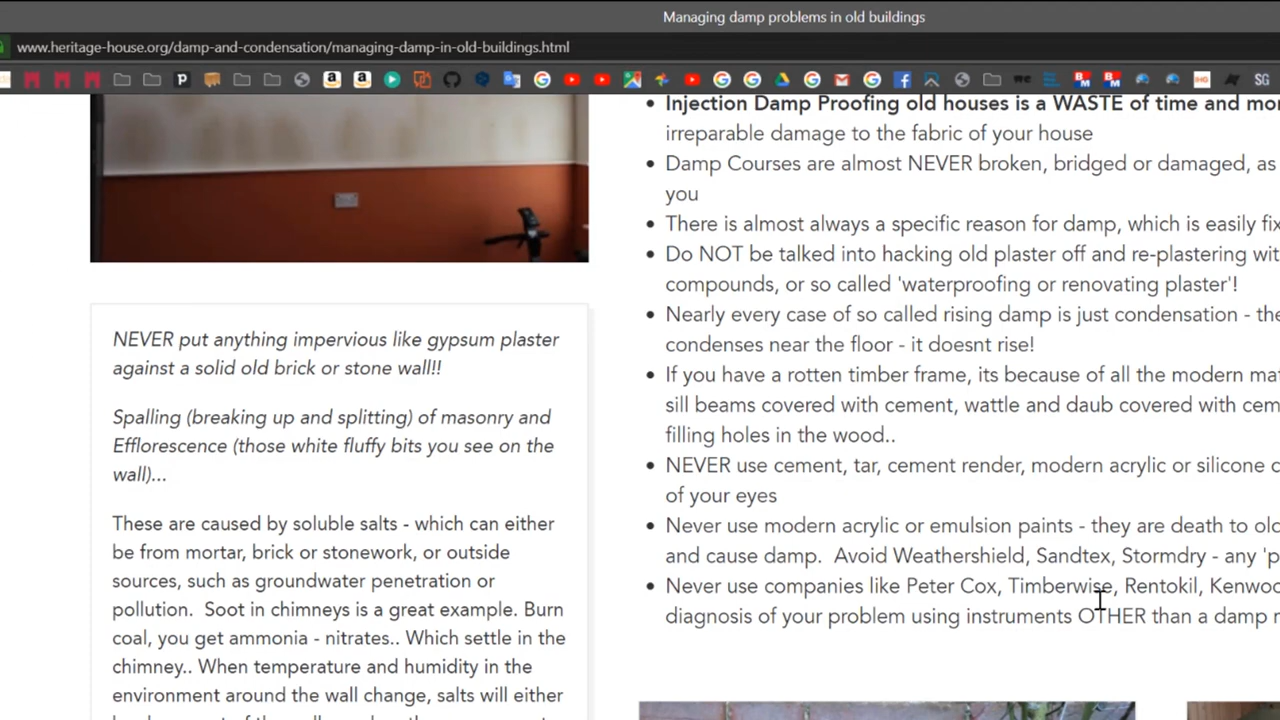 Managing damp problems in old buildings
www.heritage-house.org/damp-and-condensation/managing-damp-in-old-buildings.html
SG
NEVER put anything impervious like gypsum plaster
against a solid old brick or stone wall!!
Spalling (breaking up and splitting) of masonry and
Efflorescence (those white fluffy bits you see on the
wall)...
These are caused by soluble salts - which can either
be from mortar, brick or stonework, or outside
sources, such as groundwater penetration or
pollution.  Soot in chimneys is a great example. Burn
coal, you get ammonia - nitrates.. Which settle in the
chimney.. When temperature and humidity in the
environment around the wall change, salts will either
Injection Damp Proofing old houses is a WASTE of time and
irreparable damage to the fabric of your house
Damp Courses are almost NEVER broken, bridged or damaged, as
you
There is almost always a specific reason for damp, which is easily
Do NOT be talked into hacking old plaster off and re-plastering
compounds, or so called 'waterproofing or renovating plaster'!
Nearly every case of so called rising damp is just condensation -
condenses near the floor - it doesnt rise!
If you have a rotten timber frame, its because of all the modern
sill beams covered with cement, wattle and daub covered with
filling holes in the wood..
NEVER use cement, tar, cement render, modern acrylic or silicone
of your eyes
Never use modern acrylic or emulsion paints - they are death to
and cause damp.  Avoid Weathershield, Sandtex, Stormdry - any
Never use companies like Peter Cox, Timberwise, Rentokil,
diagnosis of your problem using instruments OTHER than a damp